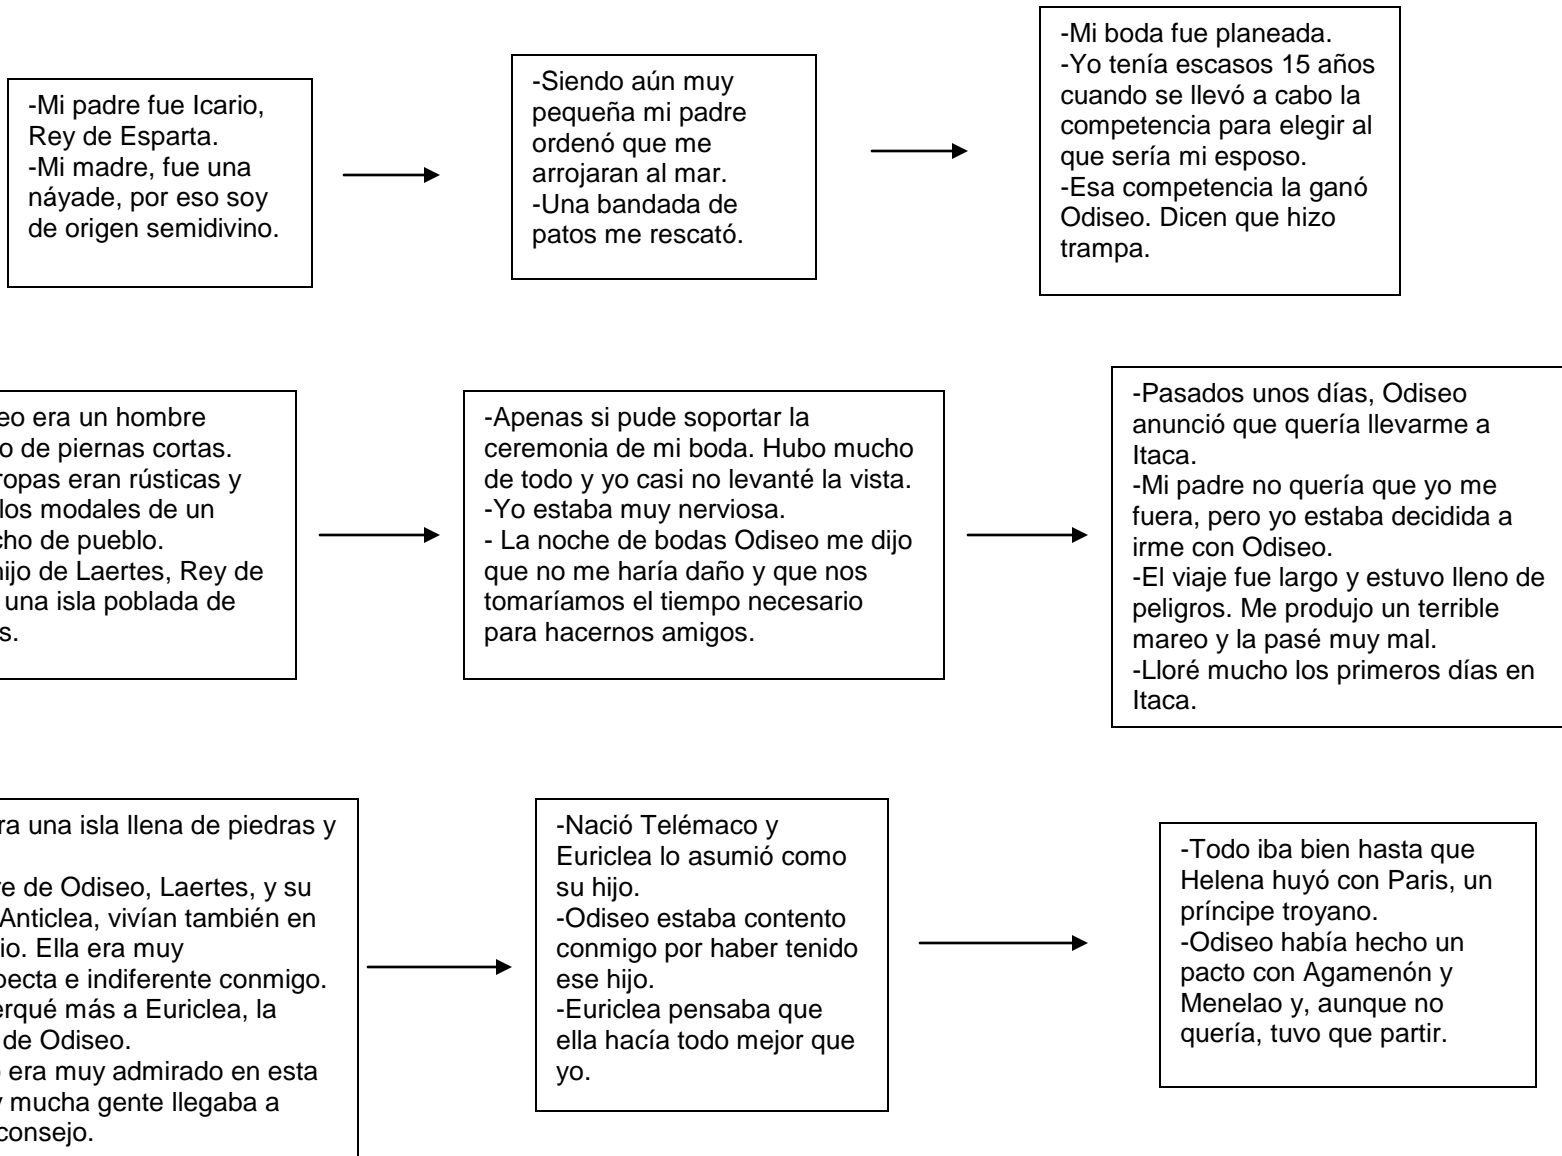 -Mi padre fue Icario,
Rey de Esparta.
-Mi madre, fue una
náyade, por eso soy
de origen semidivino.
-Siendo aún muy
pequeña mi padre
ordenó que me
arrojaran al mar.
-Una bandada de
patos me rescató.
-Mi boda fue planeada.
-Yo tenía escasos 15 años
cuando se llevó a cabo la
competencia para elegir al
que sería mi esposo.
-Esa competencia la ganó
Odiseo. Dicen que hizo
trampa.
eo era un hombre
o de piernas cortas.
ropas eran rústicas y
los modales de un
cho de pueblo.
hijo de Laertes, Rey de
una isla poblada de
s.
-Apenas si pude soportar la
ceremonia de mi boda. Hubo mucho
de todo y yo casi no levanté la vista.
-Yo estaba muy nerviosa.
- La noche de bodas Odiseo me dijo
que no me haría daño y que nos
tomaríamos el tiempo necesario
para hacernos amigos.
-Pasados unos días, Odiseo
anunció que quería llevarme a
Itaca.
-Mi padre no quería que yo me
fuera, pero yo estaba decidida a
irme con Odiseo.
-El viaje fue largo y estuvo lleno de
peligros. Me produjo un terrible
mareo y la pasé muy mal.
-Lloré mucho los primeros días en
Itaca.
ra una isla llena de piedras y
re de Odiseo, Laertes, y su
Anticlea, vivían también en
io. Ella era muy
pecta e indiferente conmigo.
erqué más a Euriclea, la
de Odiseo.
o era muy admirado en esta
y mucha gente llegaba a
consejo.
-Nació Telémaco y
Euriclea lo asumió como
su hijo.
-Odiseo estaba contento
conmigo por haber tenido
ese hijo.
-Euriclea pensaba que
ella hacía todo mejor que
yo.
-Todo iba bien hasta que
Helena huyó con Paris, un
príncipe troyano.
-Odiseo había hecho un
pacto con Agamenón y
Menelao y, aunque no
quería, tuvo que partir.